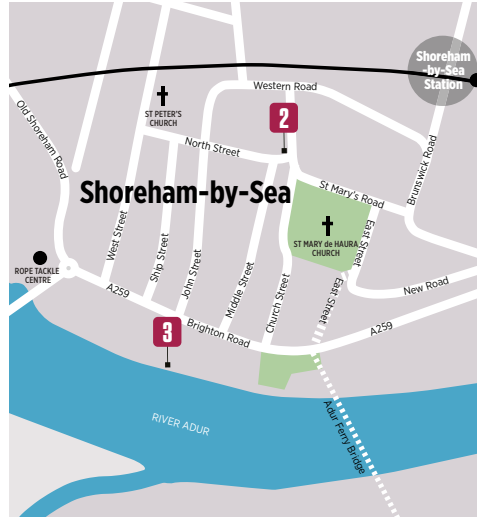 Shoreham
-by-Sea
Station
Western Road
Old Shoreham Road
ST PETER'S
CHURCH
2
North Street
Brunswick Road
St Mary's Road
Shoreham-by-Sea
West Street
Ship Street
John Street
Middle Street
Church Street
ST MARY de HAURA
CHURCH
East Street
East Street
ROPE TACKLE
CENTRE
A259
New Road
3
Brighton Road
A259
RIVER ADUR
Adur Ferry Bridge